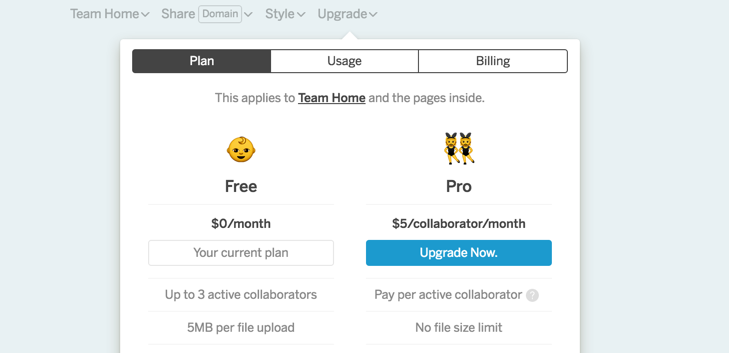 Team Home Share Domain Style Upgrade
Plan Usage Billing
This applies to Team Home and the pages inside.
Free Pro
$0/month $5/collaborator/month
Your current plan Upgrade Now.
Up to 3 active collaborators Pay per active collaborator ?
5MB per file upload No file size limit